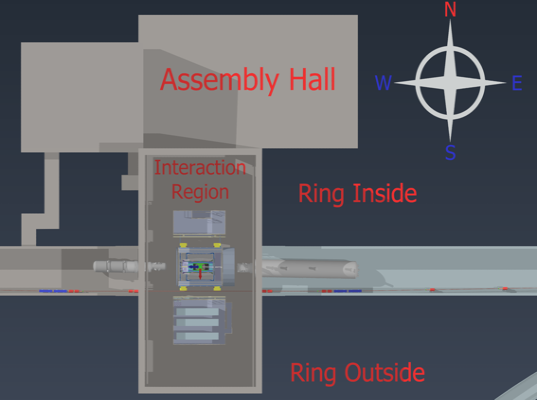 N
Assembly Hall
W
E
S
Interaction
Region
Ring Inside
Ring Outside